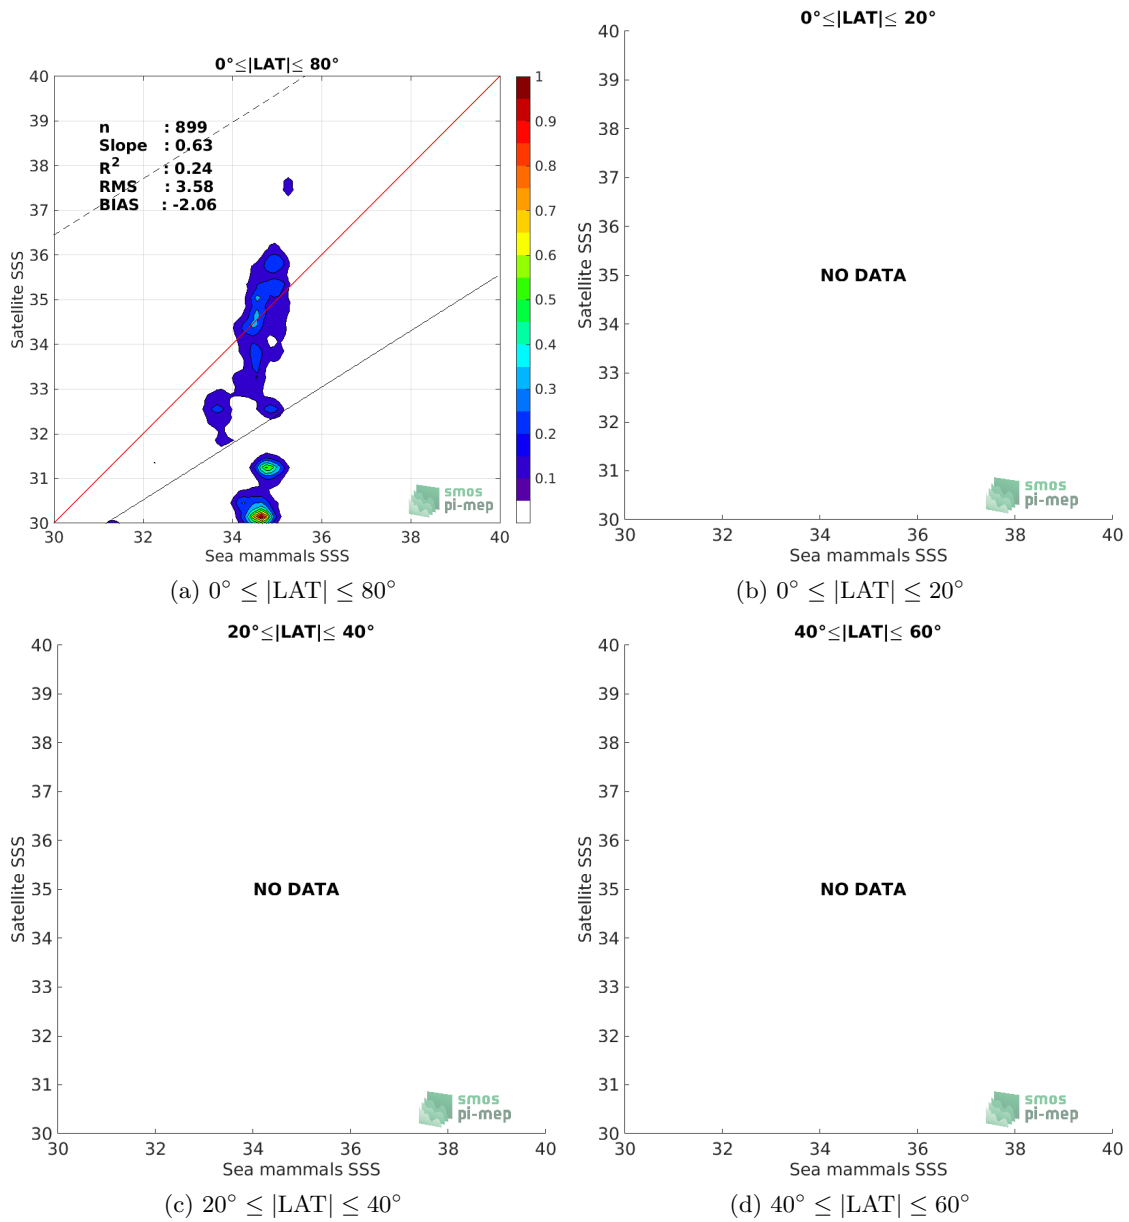 0°≤|LAT|≤ 80°
n : 899
Slope : 0.63
R2 : 0.24
RMS : 3.58
BIAS : -2.06
40
39
38
37
36
35
34
33
32
31
30
Satellite SSS
30 32 34 36 38 40
Sea mammals SSS
1
0.9
0.8
0.7
0.6
0.5
0.4
0.3
0.2
0.1
smos
pi-mep
(a) 0° ≤ |LAT| ≤ 80°
0°≤|LAT|≤ 20°
40
39
38
37
36
35
34
33
32
31
30
Satellite SSS
NO DATA
smos
pi-mep
30 32 34 36 38 40
Sea mammals SSS
(b) 0° ≤ |LAT| ≤ 20°
20°≤|LAT|≤ 40°
40
39
38
37
36
35
34
33
32
31
30
Satellite SSS
NO DATA
smos
pi-mep
30 32 34 36 38 40
Sea mammals SSS
(c) 20° ≤ |LAT| ≤ 40°
40°≤|LAT|≤ 60°
40
39
38
37
36
35
34
33
32
31
30
Satellite SSS
NO DATA
smos
pi-mep
30 32 34 36 38 40
Sea mammals SSS
(d) 40° ≤ |LAT| ≤ 60°